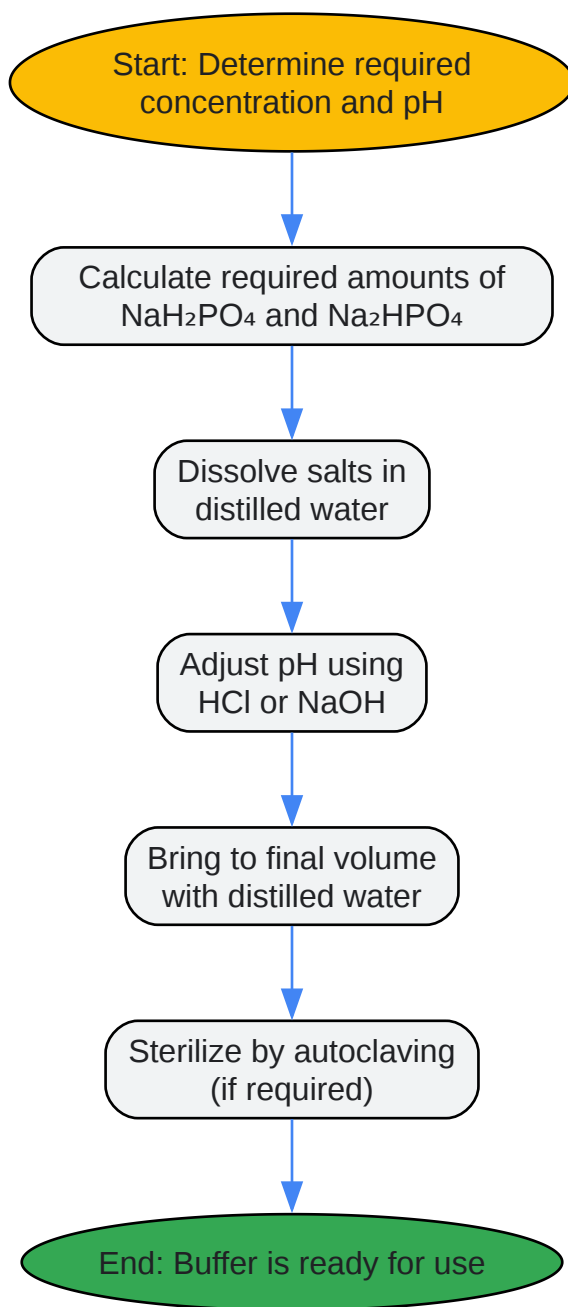 Start: Determine required
concentration and pH
Calculate required amounts of
NaH₂PO₄ and Na₂HPO₄
Dissolve salts in
distilled water
Adjust pH using
HCl or NaOH
Bring to final volume
with distilled water
Sterilize by autoclaving
(if required)
End: Buffer is ready for use